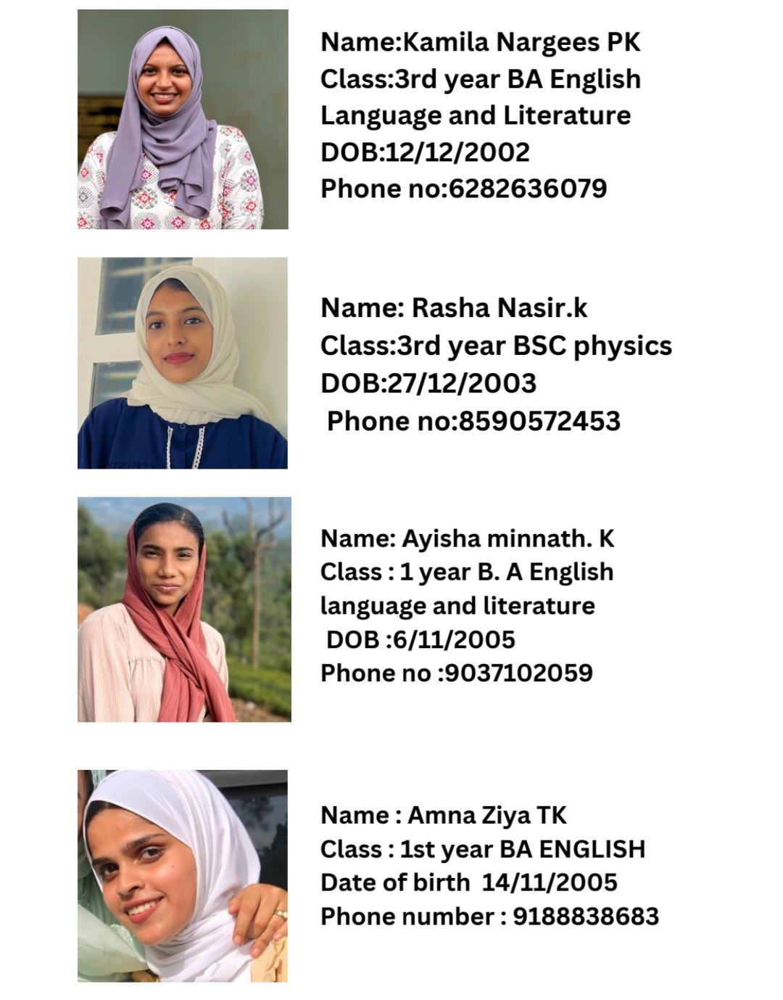 Name:Kamila Nargees PK
Class:3rd year BA English
Language and Literature
DOB:12/12/2002
Phone no:6282636079
Name: Rasha Nasir.k
Class:3rd year BSC physics
DOB:27/12/2003
Phone no:8590572453
Name: Ayisha minnath. K
Class : 1 year B. A English
language and literature
DOB :6/11/2005
Phone no :9037102059
Name : Amna Ziya TK
Class : 1st year BA ENGLISH
Date of birth  14/11/2005
Phone number : 9188838683